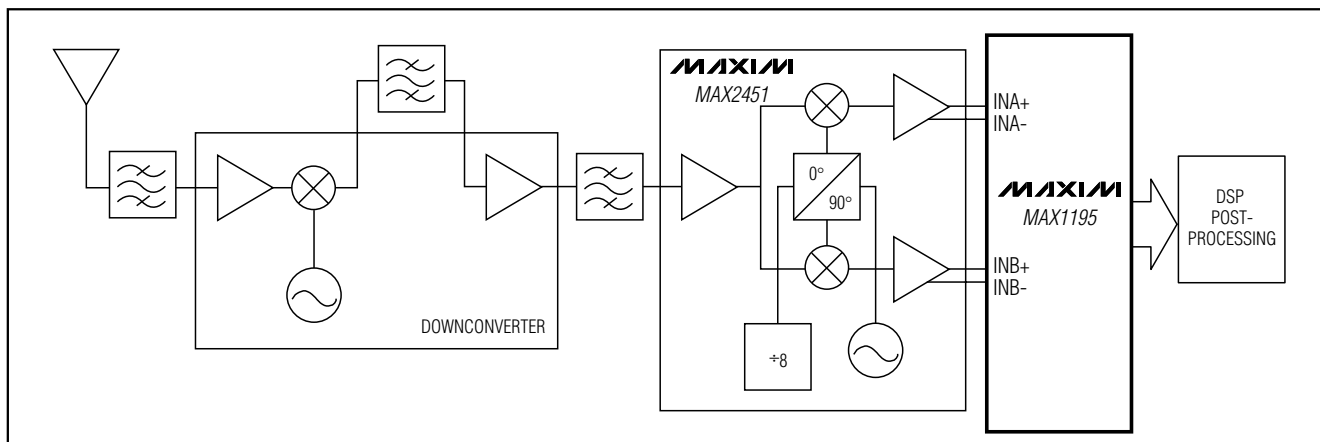 DOWNCONVERTER
MAXIM
MAX2451
0°
90°
÷8
INA+
INA-
MAXIM
MAX1195
INB+
INB-
DSP
POST-
PROCESSING